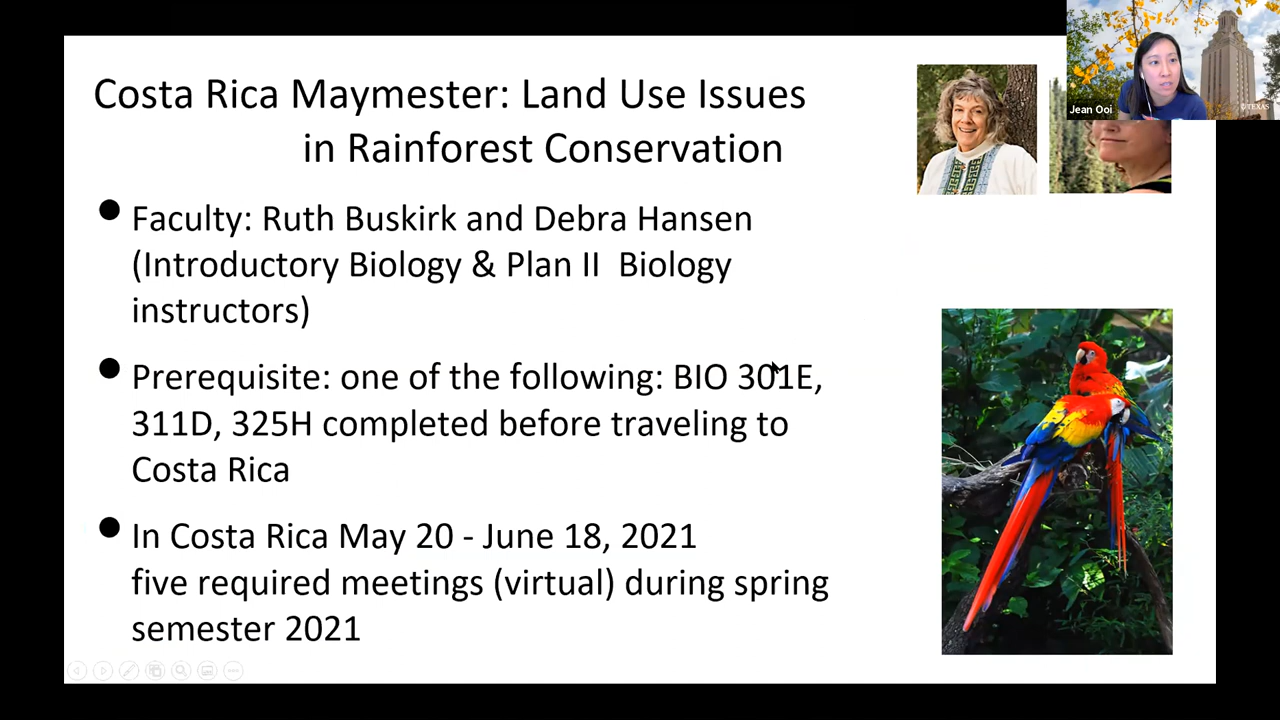 Costa Rica Maymester: Land Use Issues
in Rainforest Conservation
Jean Ooi
TEXAS
• Faculty: Ruth Buskirk and Debra Hansen
(Introductory Biology & Plan II Biology
instructors)
• Prerequisite: one of the following: BIO 301E,
311D, 325H completed before traveling to
Costa Rica
• In Costa Rica May 20 - June 18, 2021
five required meetings (virtual) during spring
semester 2021